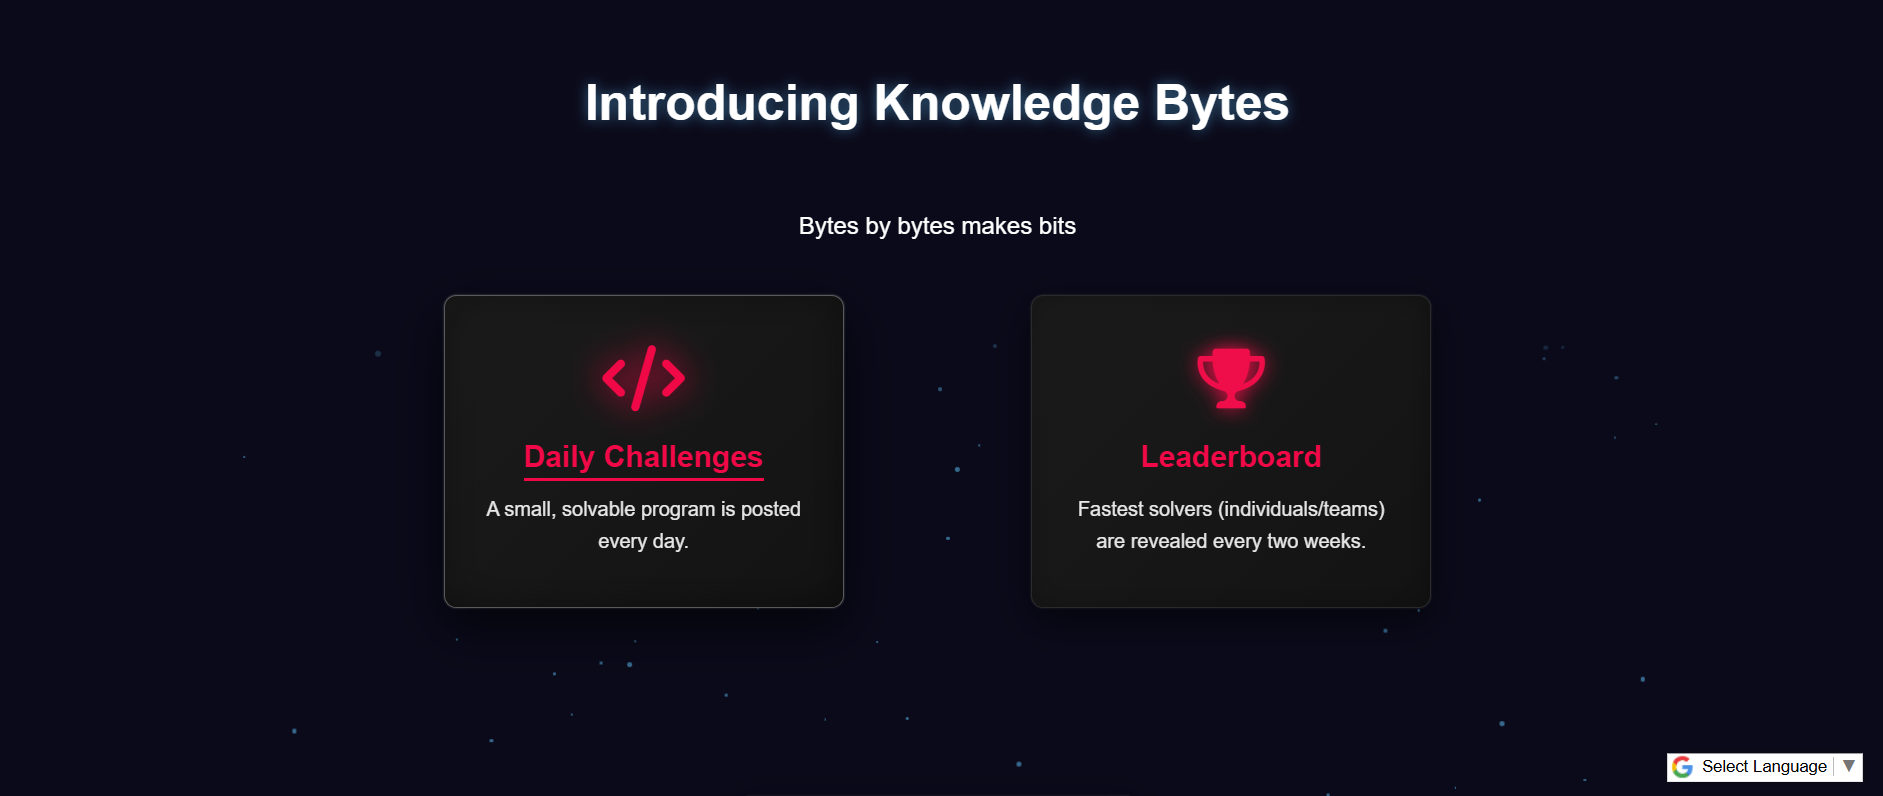 Introducing Knowledge Bytes
Bytes by bytes makes bits
Daily Challenges
A small, solvable program is posted
every day.
Leaderboard
Fastest solvers (individuals/teams)
are revealed every two weeks.
Select Language